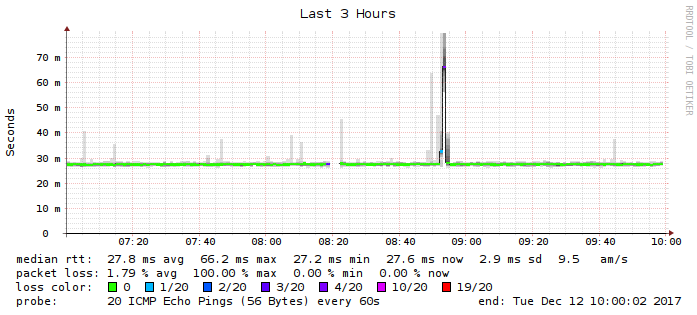 Last 3 Hours
RRDTOOL / TOBI OETIKER
Seconds
70 m
60 m
50 m
40 m
30 m
20 m
10 m
0
07:20 07:40 08:00 08:20 08:40 09:00 09:20 09:40 10:00
median rtt: 27.8 ms avg 66.2 ms max 27.2 ms min 27.6 ms now 2.9 ms sd 9.5 am/s
packet loss: 1.79 % avg 100.00 % max 0.00 % min 0.00 % now
loss color: 0 1/20 2/20 3/20 4/20 10/20 19/20
probe: 20 ICMP Echo Pings (56 Bytes) every 60s end: Tue Dec 12 10:00:02 2017